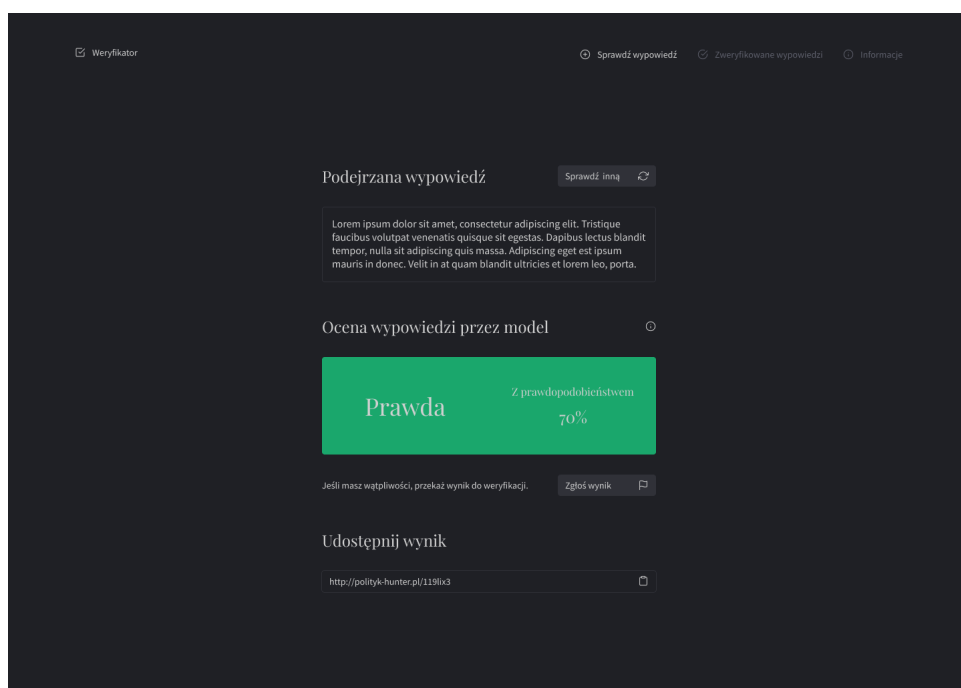 Weryfikator
Sprawdź wypowiedź
Zweryfikowane wypowiedzi
Informacje
Podejrzana wypowiedź
Sprawdź inną
Lorem ipsum dolor sit amet, consectetur adipiscing elit. Tristique
faucibus volutpat venenatis quisque sit egestas. Dapibus lectus blandit
tempor, nulla sit adipiscing quis massa. Adipiscing eget est ipsum
mauris in donec. Velit in at quam blandit ultricies et lorem leo, porta.
Ocena wypowiedzi przez model
Prawda
Z prawdopodobieństwem
70%
Jeśli masz wątpliwości, przekaż wynik do weryfikacji.
Zgłoś wynik
Udostępnij wynik
http://polityk-hunter.pl/119lix3